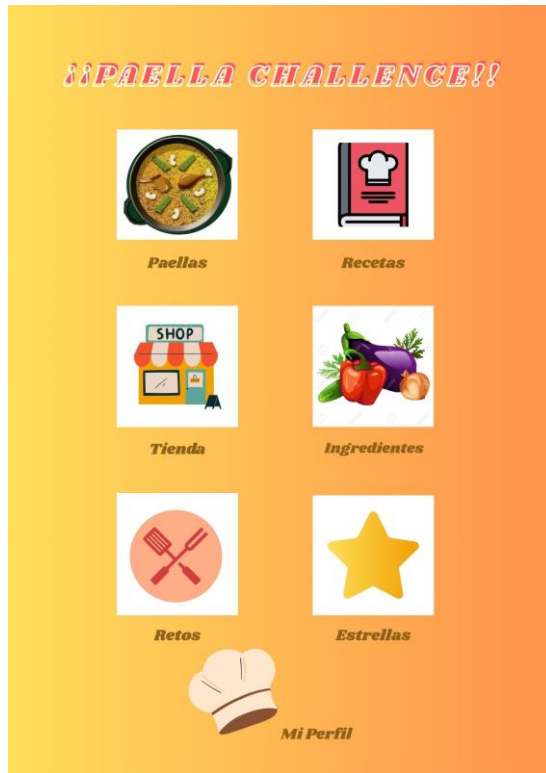 ¡¡PAELLA CHALLENGE!!
Paellas
Recetas
SHOP
Tienda
Ingredientes
Retos
Estrellas
Mi Perfil